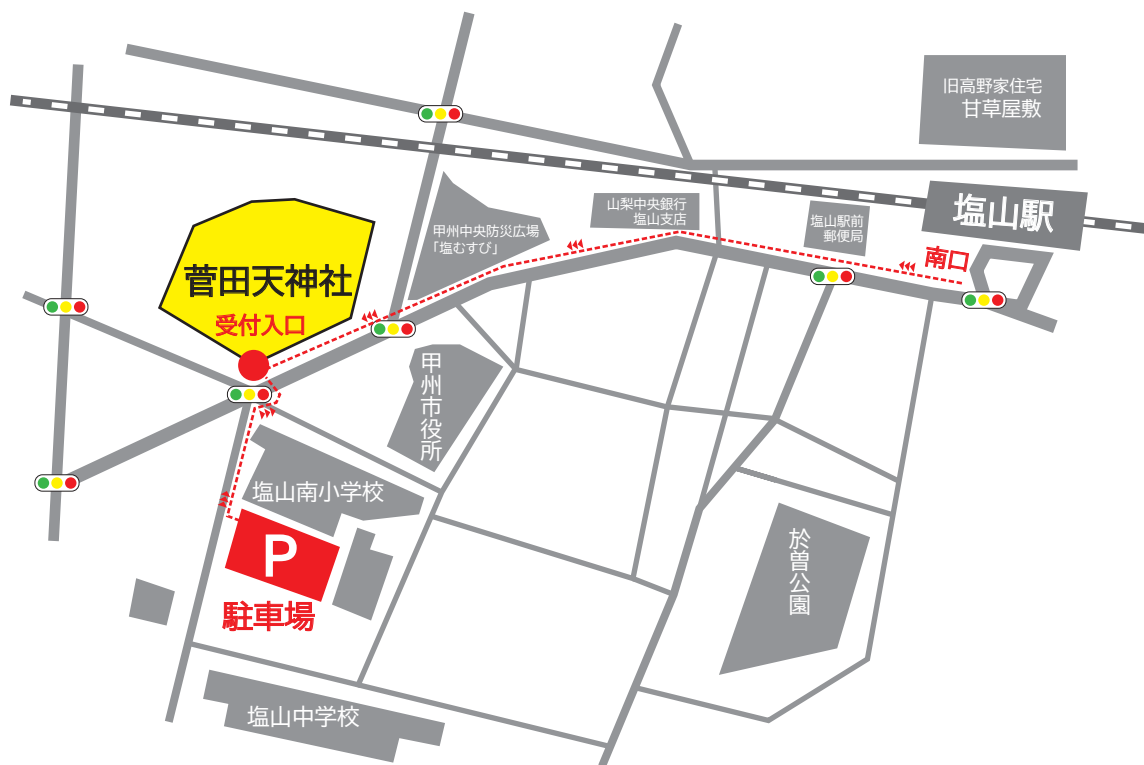 旧高野家住宅
甘草屋敷
塩山駅
南口
山梨中央銀行
塩山支店
塩山駅前
郵便局
甲州中央防災広場
「塩むすび」
菅田天神社
受付入口
甲州市役所
塩山南小学校
P
駐車場
於曽公園
塩山中学校